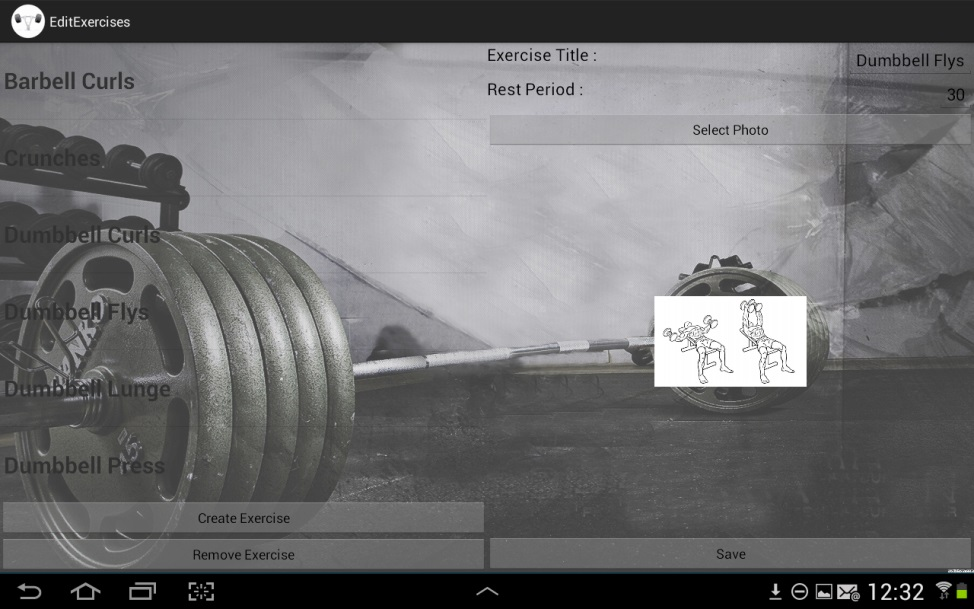 EditExercises
Barbell Curls
Crunches
Dumbbell Curls
Dumbbell Flys
Dumbbell Lunge
Dumbbell Press
Create Exercise
Remove Exercise
Exercise Title :
Dumbbell Flys
Rest Period :
30
Select Photo
Save
12:32